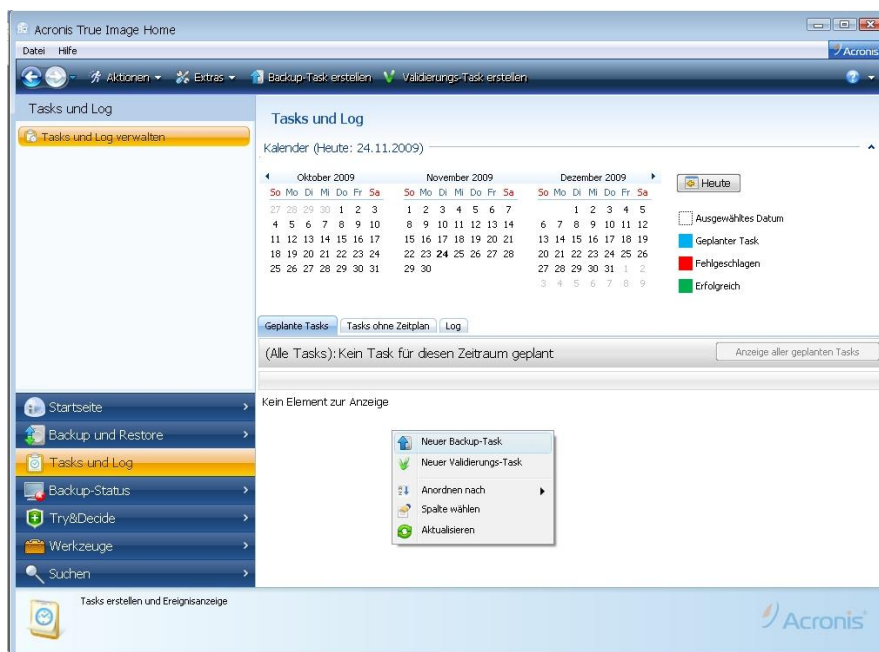 Acronis True Image Home
Datei Hilfe
Acronis
Aktionen Extras Backup-Task erstellen Validierungs-Task erstellen
Tasks und Log
Tasks und Log verwalten
Tasks und Log
Kalender (Heute: 24.11.2009)
Oktober 2009
So Mo Di Mi Do Fr Sa
27 28 29 30 1 2 3
4 5 6 7 8 9 10
11 12 13 14 15 16 17
18 19 20 21 22 23 24
25 26 27 28 29 30 31
November 2009
So Mo Di Mi Do Fr Sa
1 2 3 4 5 6 7
8 9 10 11 12 13 14
15 16 17 18 19 20 21
22 23 24 25 26 27 28
29 30
Dezember 2009
So Mo Di Mi Do Fr Sa
1 2 3 4 5
6 7 8 9 10 11 12
13 14 15 16 17 18 19
20 21 22 23 24 25 26
27 28 29 30 31 1 2
3 4 5 6 7 8 9
Heute
Ausgewähltes Datum
Geplanter Task
Fehlgeschlagen
Erfolgreich
Geplante Tasks Tasks ohne Zeitplan Log
(Alle Tasks): Kein Task für diesen Zeitraum geplant
Anzeige aller geplanten Tasks
Kein Element zur Anzeige
Neuer Backup-Task
Neuer Validierungs-Task
Anordnen nach
Spalte wählen
Aktualisieren
Startseite
Backup und Restore
Tasks und Log
Backup-Status
Try&Decide
Werkzeuge
Suchen
Tasks erstellen und Ereignisanzeige
Acronis